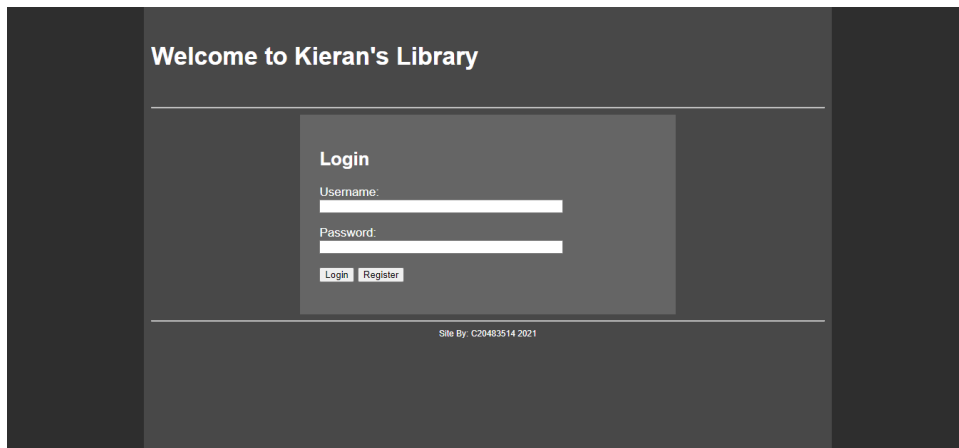 Welcome to Kieran's Library
Login
Username:
Password:
Login Register
Site By: C20483514 2021